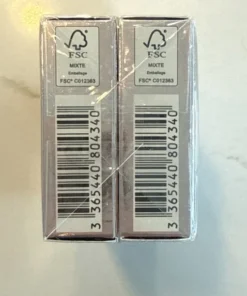 FSC FSC
MIXTE MIXTE
Emballage Emballage
FSC® C012383 FSC® C012383
3 365440 804340 3 365440 804340